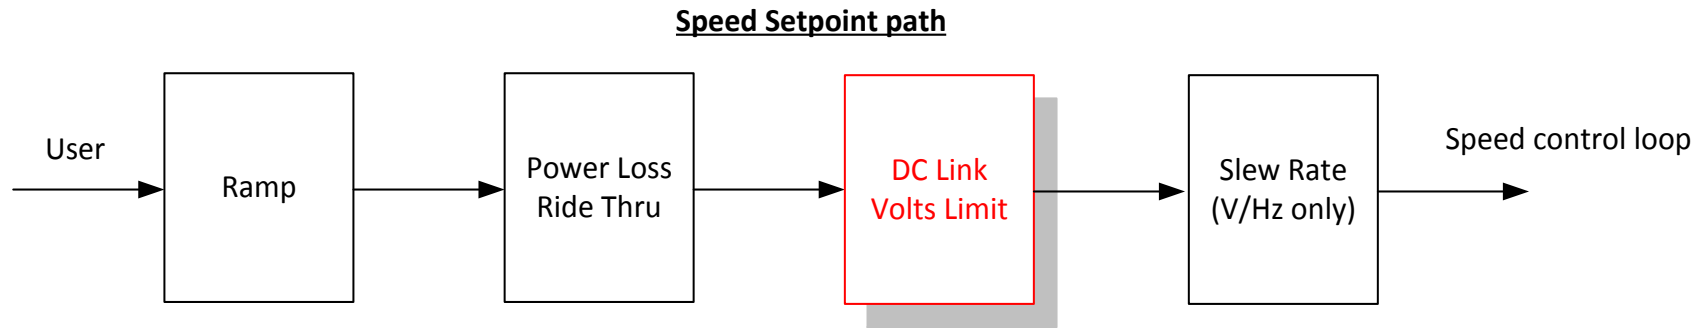 Speed Setpoint path
User
Ramp
Power Loss
Ride Thru
DC Link
Volts Limit
Slew Rate
(V/Hz only)
Speed control loop